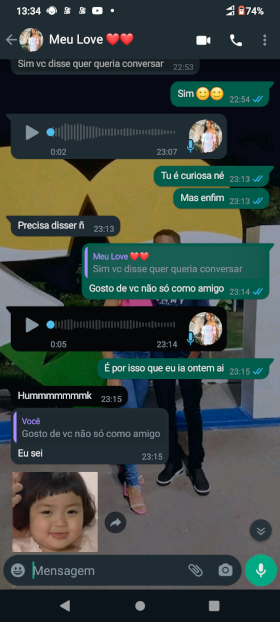 13:34
74%
Meu Love ❤❤
Sim vc disse quer queria conversar 22:53
Sim 😊😊 22:54
0:02 23:07
Tu é curiosa né 23:13
Mas enfim 23:13
Precisa disser ñ 23:13
Meu Love ❤❤
Sim vc disse quer queria conversar
Gosto de vc não só como amigo 23:14
0:05 23:14
É por isso que eu ia ontem ai 23:15
Hummmmmmmk 23:15
Você
Gosto de vc não só como amigo
Eu sei 23:15
Mensagem